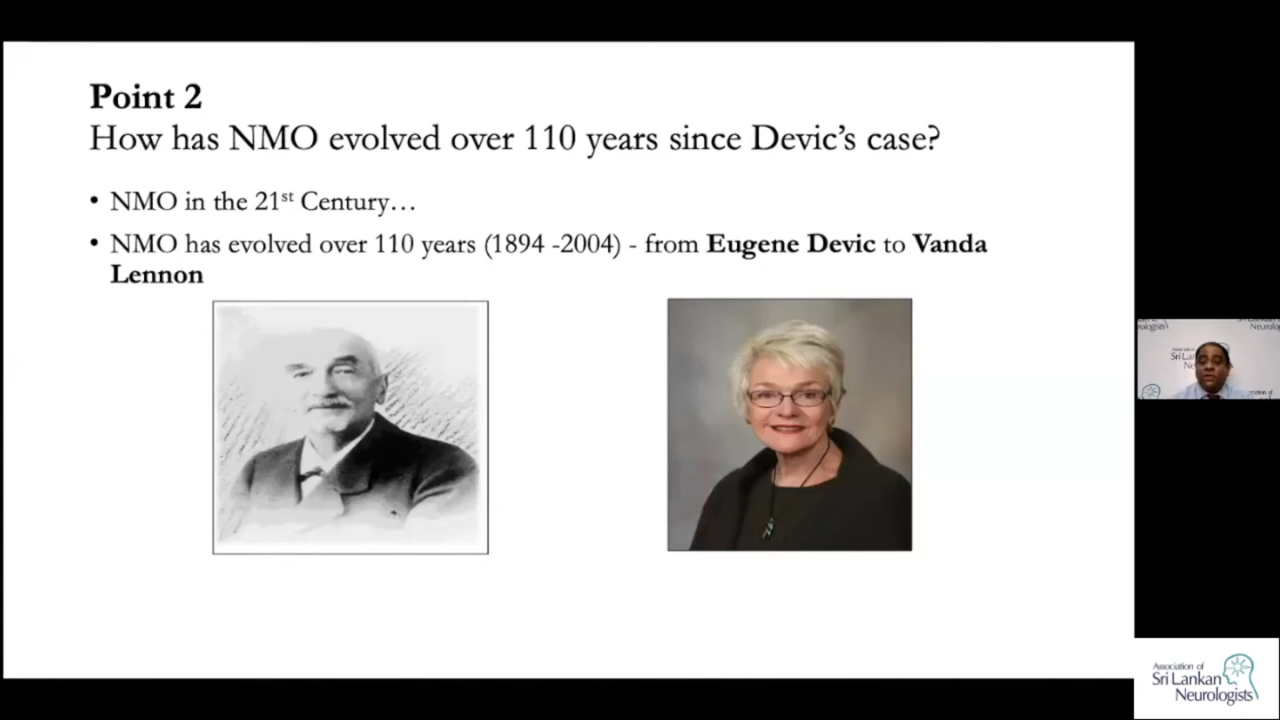 Point 2
How has NMO evolved over 110 years since Devic's case?
• NMO in the 21st Century…
• NMO has evolved over 110 years (1894 -2004) - from Eugene Devic to Vanda
Lennon
Association of
Sri Lankan
Neurologists